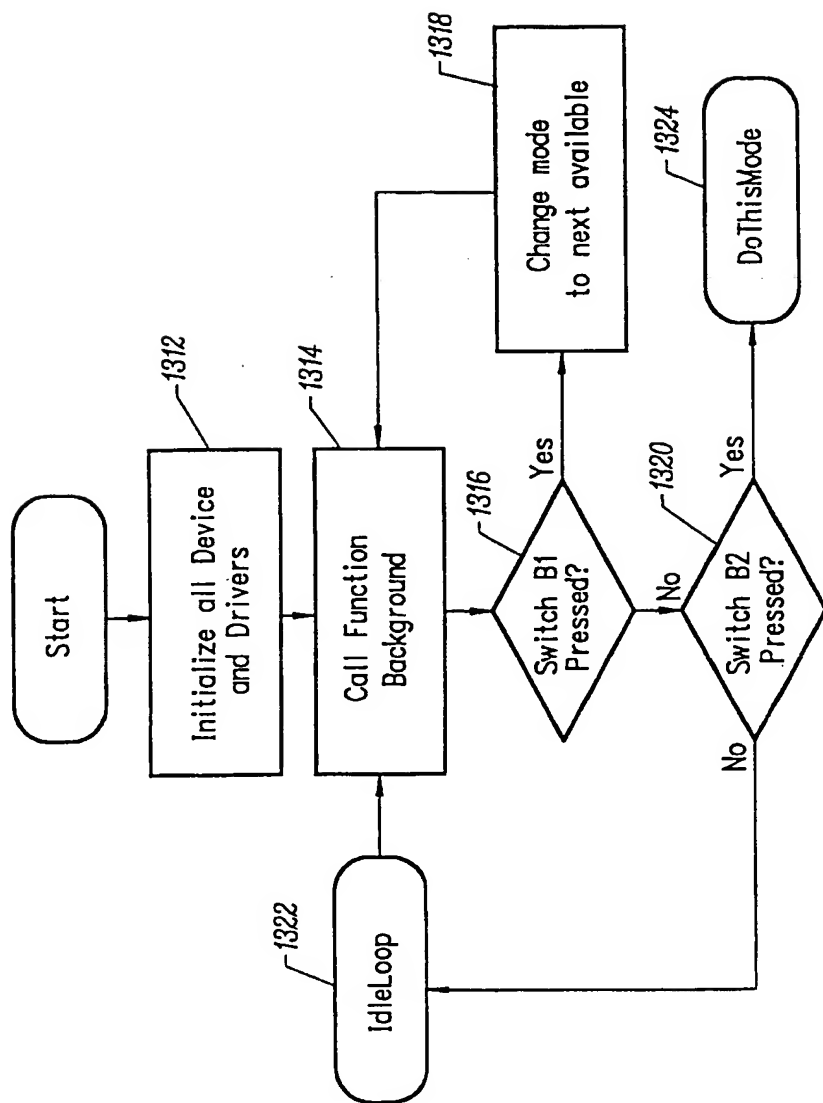 Start
1312
Initialize all Device
and Drivers
1314
Call Function
Background
1322
IdleLoop
1316
Switch B1
Pressed?
Yes
No
1318
Change mode
to next available
1320
Switch B2
Pressed?
No
Yes
1324
DoThisMode